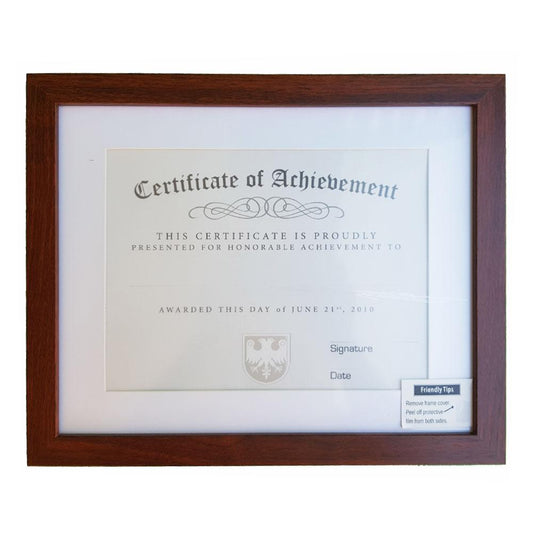 Certificate of Achievement
THIS CERTIFICATE IS PROUDLY
PRESENTED FOR HONORABLE ACHIEVEMENT TO
AWARDED THIS DAY of JUNE 21st, 2010
Signature
Date
Friendly Tips
Remove frame cover.
Peel off protective
film from both sides.